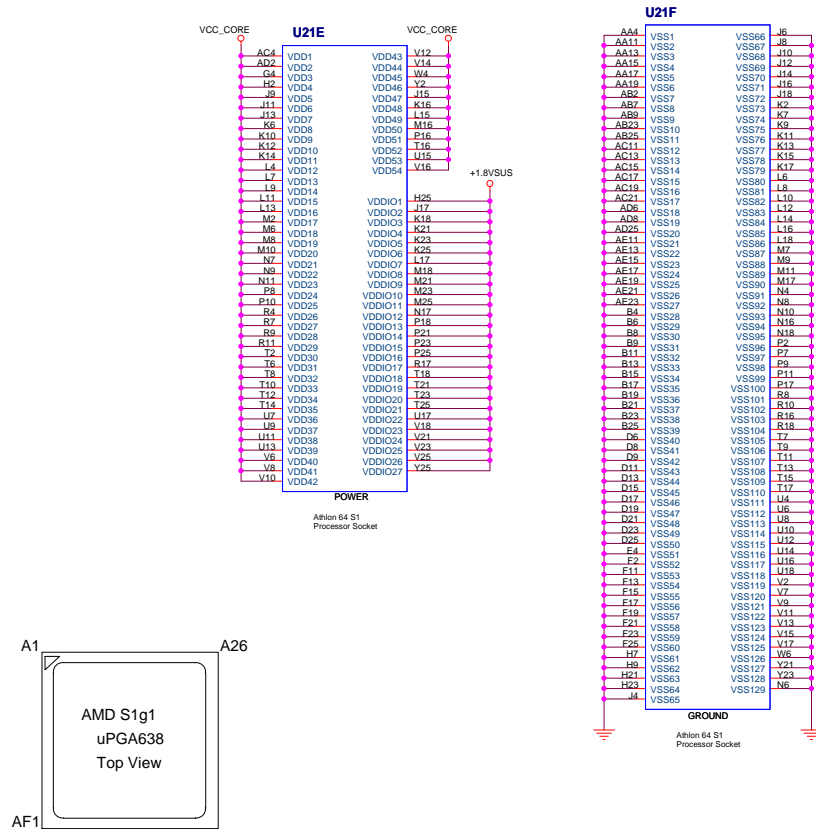 VCC_CORE
U21E
VCC_CORE
AC4 VDD1 VDD43 V12
AD2 VDD2 VDD44 V14
G4 VDD3 VDD45 W4
H2 VDD4 VDD46 Y2
J9 VDD5 VDD47 J15
J11 VDD6 VDD48 K16
J13 VDD7 VDD49 L15
K6 VDD8 VDD50 M16
K10 VDD9 VDD51 P16
K12 VDD10 VDD52 T16
K14 VDD11 VDD53 U15
L4 VDD12 VDD54 V16
+1.8VSUS
L7 VDD13
L9 VDD14
L11 VDD15 VDDIO1 H25
L13 VDD16 VDDIO2 J17
M2 VDD17 VDDIO3 K18
M6 VDD18 VDDIO4 K21
M8 VDD19 VDDIO5 K23
M10 VDD20 VDDIO6 K25
N7 VDD21 VDDIO7 L17
N9 VDD22 VDDIO8 M18
N11 VDD23 VDDIO9 M21
P8 VDD24 VDDIO10 M23
P10 VDD25 VDDIO11 M25
R4 VDD26 VDDIO12 N17
R7 VDD27 VDDIO13 P18
R9 VDD28 VDDIO14 P21
R11 VDD29 VDDIO15 P23
T2 VDD30 VDDIO16 P25
T6 VDD31 VDDIO17 R17
T8 VDD32 VDDIO18 T18
T10 VDD33 VDDIO19 T21
T12 VDD34 VDDIO20 T23
T14 VDD35 VDDIO21 T25
U7 VDD36 VDDIO22 U17
U9 VDD37 VDDIO23 V18
U11 VDD38 VDDIO24 V21
U13 VDD39 VDDIO25 V23
V6 VDD40 VDDIO26 V25
V8 VDD41 VDDIO27 Y25
V10 VDD42
POWER
Athlon 64 S1
Processor Socket
U21F
AA4 VSS1 VSS66 J6
AA11 VSS2 VSS67 J8
AA13 VSS3 VSS68 J10
AA15 VSS4 VSS69 J12
AA17 VSS5 VSS70 J14
AA19 VSS6 VSS71 J16
AB2 VSS7 VSS72 J18
AB7 VSS8 VSS73 K2
AB9 VSS9 VSS74 K7
AB23 VSS10 VSS75 K9
AB25 VSS11 VSS76 K11
AC11 VSS12 VSS77 K13
AC13 VSS13 VSS78 K15
AC15 VSS14 VSS79 K17
AC17 VSS15 VSS80 L6
AC19 VSS16 VSS81 L8
AC21 VSS17 VSS82 L10
AD6 VSS18 VSS83 L12
AD8 VSS19 VSS84 L14
AD25 VSS20 VSS85 L16
AE11 VSS21 VSS86 L18
AE13 VSS22 VSS87 M7
AE15 VSS23 VSS88 M9
AE17 VSS24 VSS89 M11
AE19 VSS25 VSS90 M17
AE21 VSS26 VSS91 N4
AE23 VSS27 VSS92 N8
B4 VSS28 VSS93 N10
B6 VSS29 VSS94 N16
B8 VSS30 VSS95 N18
B9 VSS31 VSS96 P2
B11 VSS32 VSS97 P7
B13 VSS33 VSS98 P9
B15 VSS34 VSS99 P11
B17 VSS35 VSS100 P17
B19 VSS36 VSS101 R8
B21 VSS37 VSS102 R10
B23 VSS38 VSS103 R16
B25 VSS39 VSS104 R18
D6 VSS40 VSS105 T7
D8 VSS41 VSS106 T9
D9 VSS42 VSS107 T11
D11 VSS43 VSS108 T13
D13 VSS44 VSS109 T15
D15 VSS45 VSS110 T17
D17 VSS46 VSS111 U4
D19 VSS47 VSS112 U6
D21 VSS48 VSS113 U8
D23 VSS49 VSS114 U10
D25 VSS50 VSS115 U12
E4 VSS51 VSS116 U14
F2 VSS52 VSS117 U16
F11 VSS53 VSS118 U18
F13 VSS54 VSS119 V2
F15 VSS55 VSS120 V7
F17 VSS56 VSS121 V9
F19 VSS57 VSS122 V11
F21 VSS58 VSS123 V13
F23 VSS59 VSS124 V15
F25 VSS60 VSS125 V17
H7 VSS61 VSS126 W6
H9 VSS62 VSS127 Y21
H21 VSS63 VSS128 Y23
H23 VSS64 VSS129 N6
J4 VSS65
GROUND
Athlon 64 S1
Processor Socket
A1 A26
AMD S1g1
uPGA638
Top View
AF1